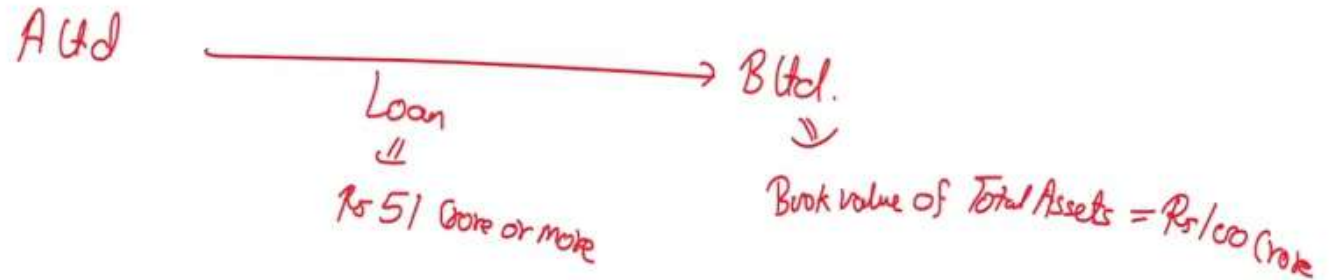 A Ltd
B Ltd.
Loan
Rs 51 Crore or more
Book value of Total Assets = Rs 100 Crore